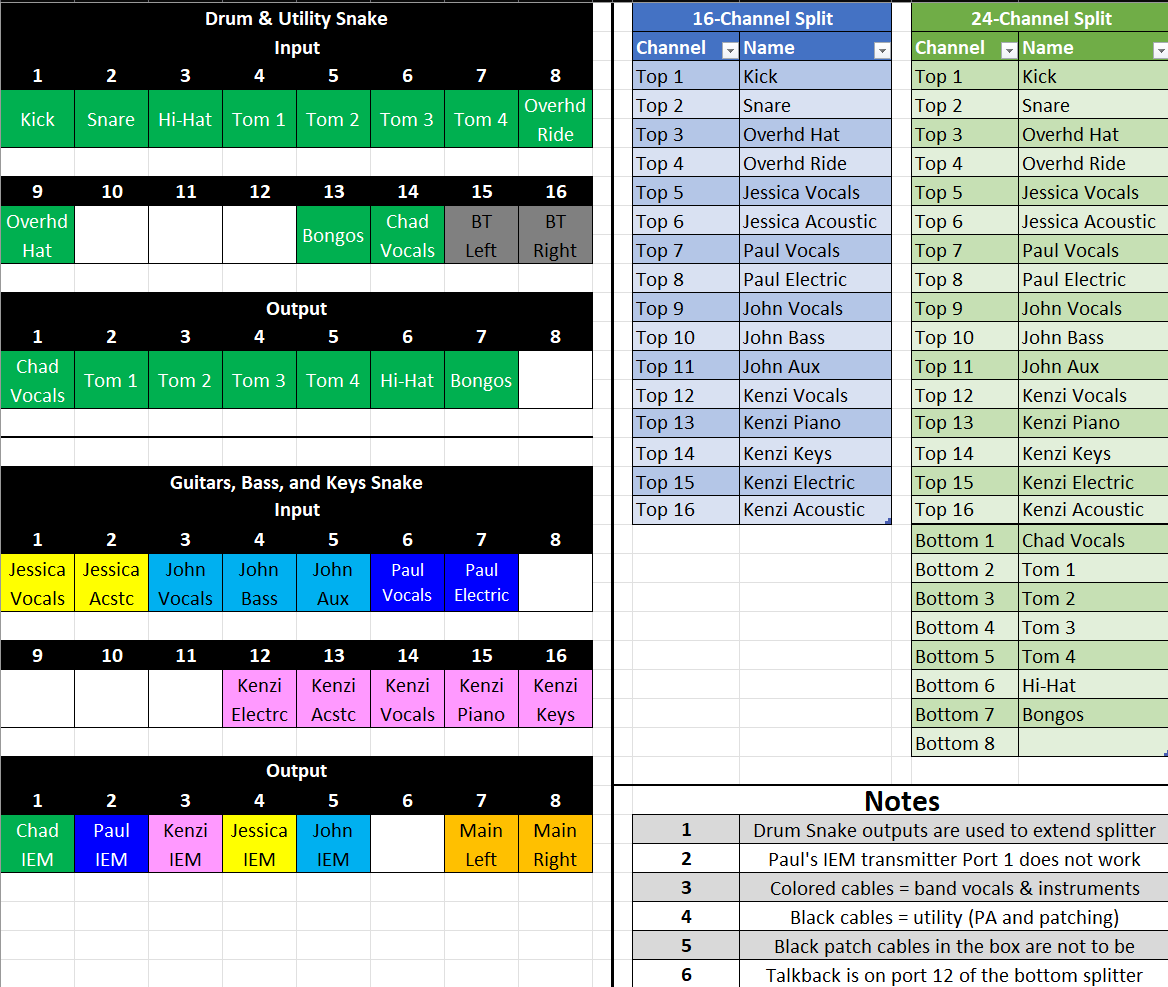 Drum & Utility Snake
Input
1 2 3 4 5 6 7 8
Kick Snare Hi-Hat Tom 1 Tom 2 Tom 3 Tom 4 Overhd Ride
9 10 11 12 13 14 15 16
Overhd Hat Bongos Chad Vocals BT Left BT Right
Output
1 2 3 4 5 6 7 8
Chad Vocals Tom 1 Tom 2 Tom 3 Tom 4 Hi-Hat Bongos
Guitars, Bass, and Keys Snake
Input
1 2 3 4 5 6 7 8
Jessica Vocals Jessica Acstc John Vocals John Bass John Aux Paul Vocals Paul Electric
9 10 11 12 13 14 15 16
Kenzi Electrc Kenzi Acstc Kenzi Vocals Kenzi Piano Kenzi Keys
Output
1 2 3 4 5 6 7 8
Chad IEM Paul IEM Kenzi IEM Jessica IEM John IEM Main Left Main Right
16-Channel Split
Channel Name
Top 1 Kick
Top 2 Snare
Top 3 Overhd Hat
Top 4 Overhd Ride
Top 5 Jessica Vocals
Top 6 Jessica Acoustic
Top 7 Paul Vocals
Top 8 Paul Electric
Top 9 John Vocals
Top 10 John Bass
Top 11 John Aux
Top 12 Kenzi Vocals
Top 13 Kenzi Piano
Top 14 Kenzi Keys
Top 15 Kenzi Electric
Top 16 Kenzi Acoustic
24-Channel Split
Channel Name
Top 1 Kick
Top 2 Snare
Top 3 Overhd Hat
Top 4 Overhd Ride
Top 5 Jessica Vocals
Top 6 Jessica Acoustic
Top 7 Paul Vocals
Top 8 Paul Electric
Top 9 John Vocals
Top 10 John Bass
Top 11 John Aux
Top 12 Kenzi Vocals
Top 13 Kenzi Piano
Top 14 Kenzi Keys
Top 15 Kenzi Electric
Top 16 Kenzi Acoustic
Bottom 1 Chad Vocals
Bottom 2 Tom 1
Bottom 3 Tom 2
Bottom 4 Tom 3
Bottom 5 Tom 4
Bottom 6 Hi-Hat
Bottom 7 Bongos
Bottom 8
Notes
1 Drum Snake outputs are used to extend splitter
2 Paul's IEM transmitter Port 1 does not work
3 Colored cables = band vocals & instruments
4 Black cables = utility (PA and patching)
5 Black patch cables in the box are not to be
6 Talkback is on port 12 of the bottom splitter